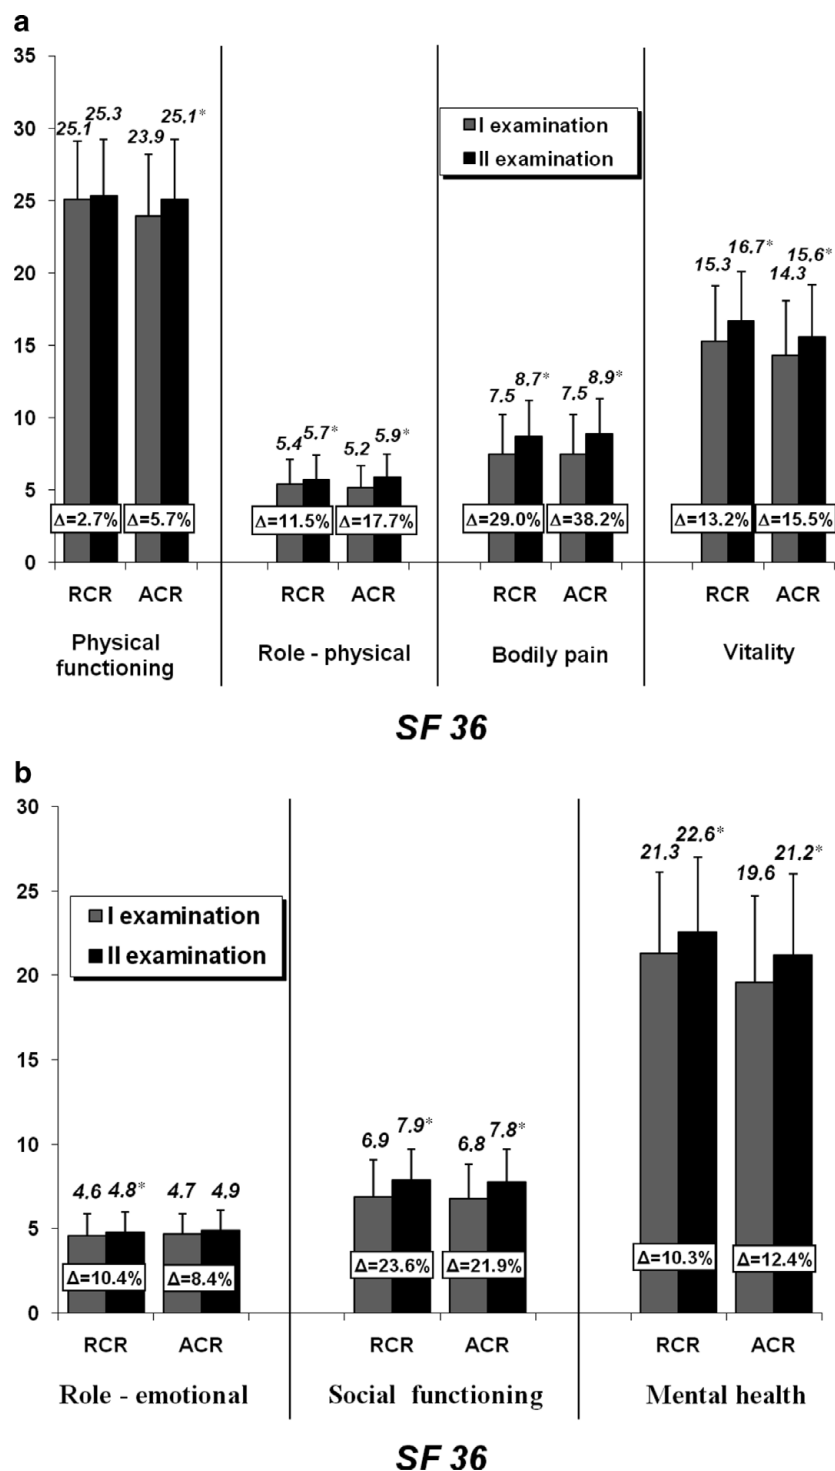 a
35
30
25
20
15
10
5
0
I examination
II examination
25.1 25.3 23.9 25.1*
5.4 5.7* 5.2 5.9*
7.5 8.7* 7.5 8.9*
15.3 16.7* 14.3 15.6*
Δ=2.7% Δ=5.7% Δ=11.5% Δ=17.7% Δ=29.0% Δ=38.2% Δ=13.2% Δ=15.5%
RCR ACR RCR ACR RCR ACR RCR ACR
Physical
functioning
Role - physical
Bodily pain
Vitality
SF 36
b
30
25
20
15
10
5
0
I examination
II examination
4.6 4.8* 4.7 4.9
6.9 7.9* 6.8 7.8*
21.3 22.6* 19.6 21.2*
Δ=10.4% Δ=8.4% Δ=23.6% Δ=21.9% Δ=10.3% Δ=12.4%
RCR ACR RCR ACR RCR ACR
Role - emotional
Social functioning
Mental health
SF 36